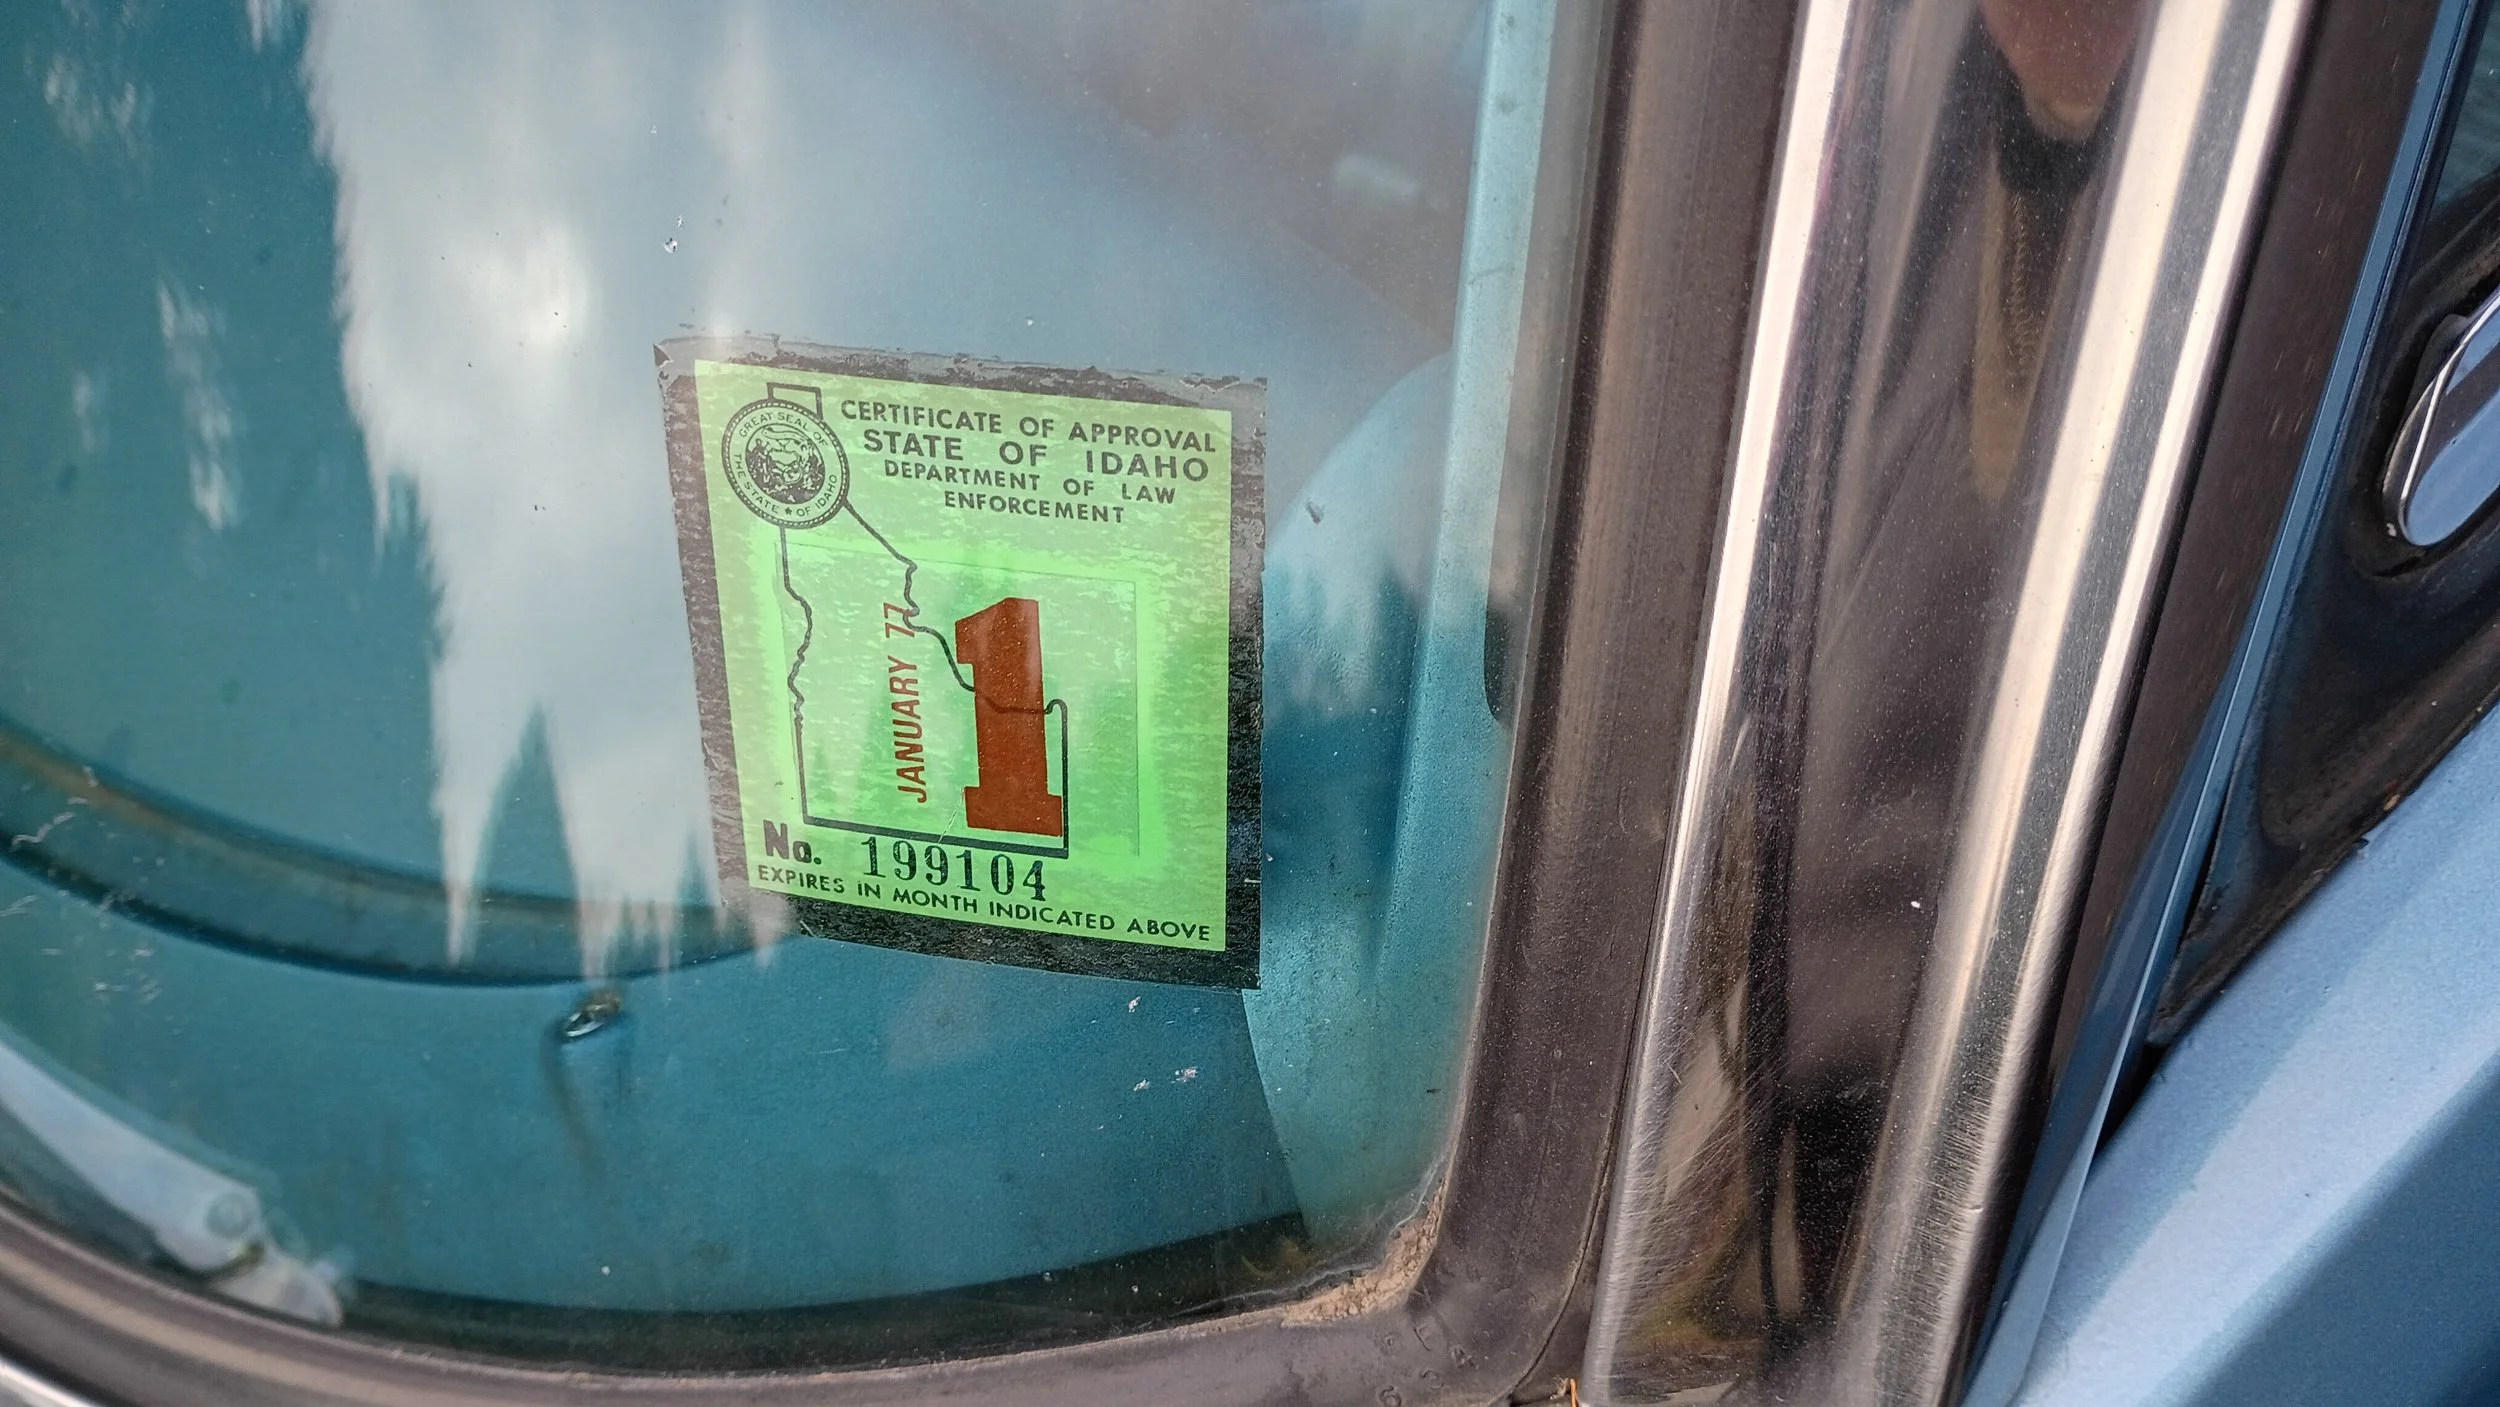 GREAT SEAL OF
THE STATE ★ OF IDAHO
CERTIFICATE OF APPROVAL
STATE OF IDAHO
DEPARTMENT OF LAW
ENFORCEMENT
JANUARY 77
1
No. 199104
EXPIRES IN MONTH INDICATED ABOVE